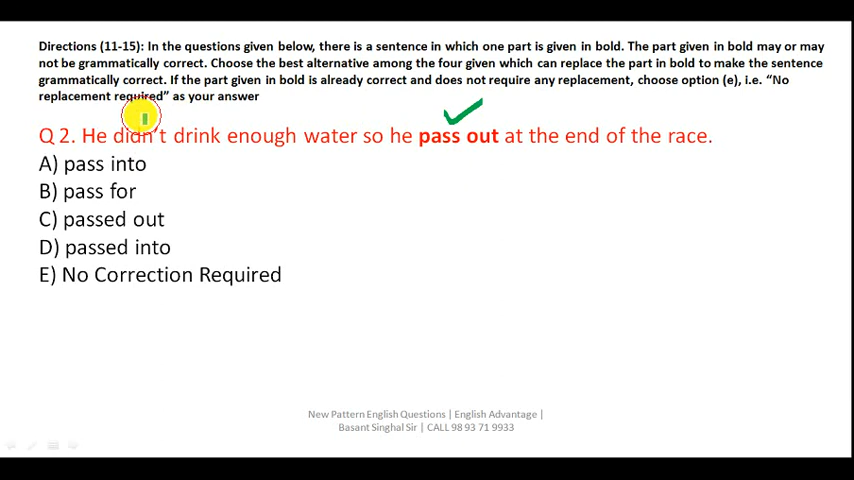 Directions (11-15): In the questions given below, there is a sentence in which one part is given in bold. The part given in bold may or may
not be grammatically correct. Choose the best alternative among the four given which can replace the part in bold to make the sentence
grammatically correct. If the part given in bold is already correct and does not require any replacement, choose option (e), i.e. “No
replacement required” as your answer
Q 2. He didn’t drink enough water so he pass out at the end of the race.
A) pass into
B) pass for
C) passed out
D) passed into
E) No Correction Required
New Pattern English Questions | English Advantage |
Basant Singhal Sir | CALL 98 93 71 9933